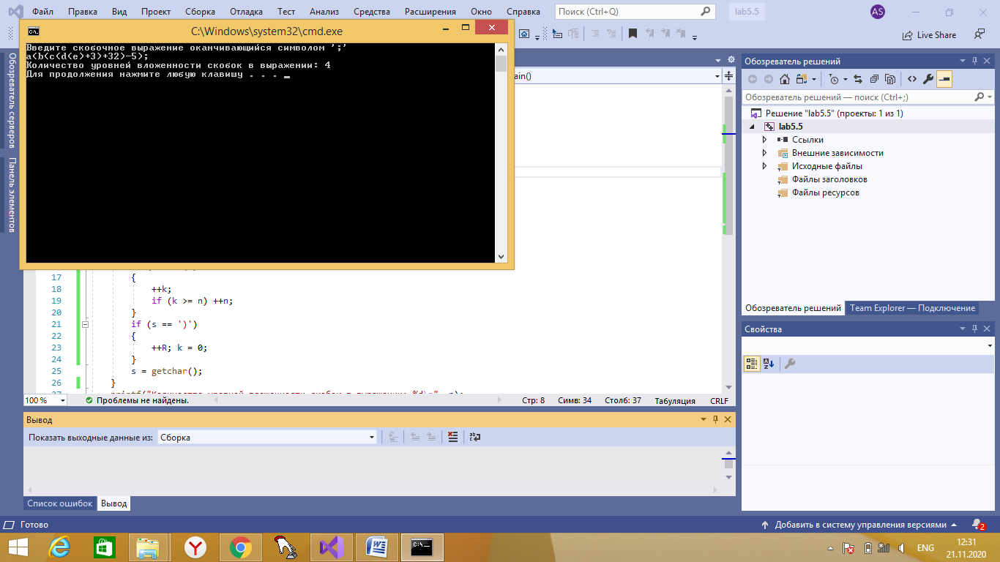 Файл Правка Вид Проект Сборка Отладка Тест Анализ Средства Расширения Окно Справка Поиск (Ctrl+Q) lab5.5 AS
C:\Windows\system32\cmd.exe
Live Share
Введите скобочное выражение оканчивающийся символом ';'
a(b(c(d(e)+3)+32)-5);
Количество уровней вложенности скобок в выражении: 4
Для продолжения нажмите любую клавишу . . .
Обозреватель серверов
Панель элементов
ain()
17 {
18 ++k;
19 if (k >= n) ++n;
20 }
21 if (s == ')')
22 {
23 ++R; k = 0;
24 }
25 s = getchar();
26 }
100 % Проблемы не найдены. Стр: 8 Симв: 34 Столб: 37 Табуляция CRLF
Вывод
Показать выходные данные из: Сборка
Список ошибок Вывод
Обозреватель решений
Обозреватель решений — поиск (Ctrl+;)
Решение "lab5.5" (проекты: 1 из 1)
lab5.5
Ссылки
Внешние зависимости
Исходные файлы
Файлы заголовков
Файлы ресурсов
Обозреватель решений Team Explorer — Подключение
Свойства
Готово Добавить в систему управления версиями 2
ENG 12:31
21.11.2020